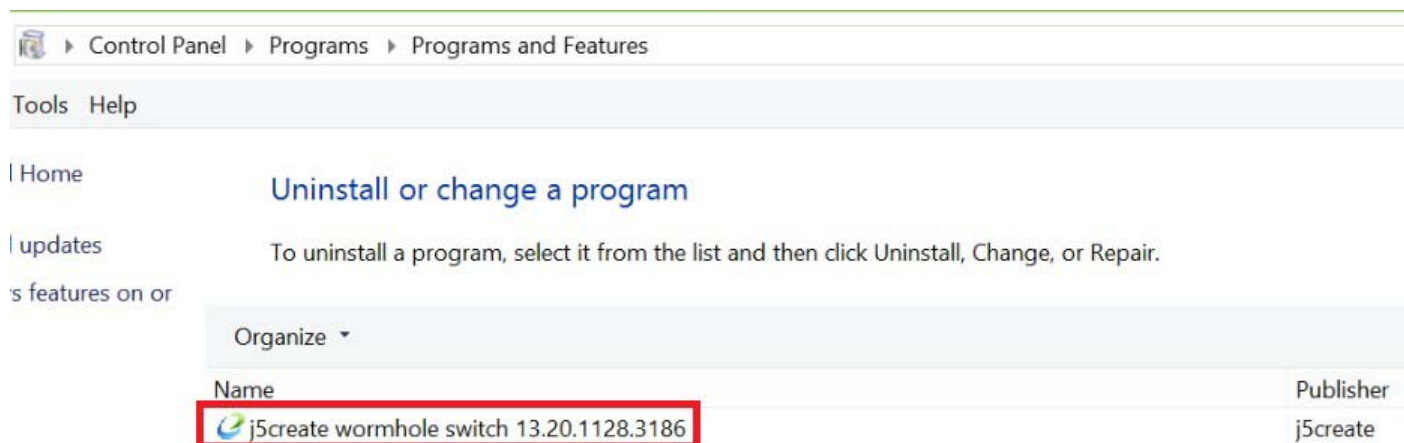 Control Panel Programs Programs and Features
Tools Help
Home
Uninstall or change a program
updates
To uninstall a program, select it from the list and then click Uninstall, Change, or Repair.
s features on or
Organize
Name Publisher
j5create wormhole switch 13.20.1128.3186 j5create